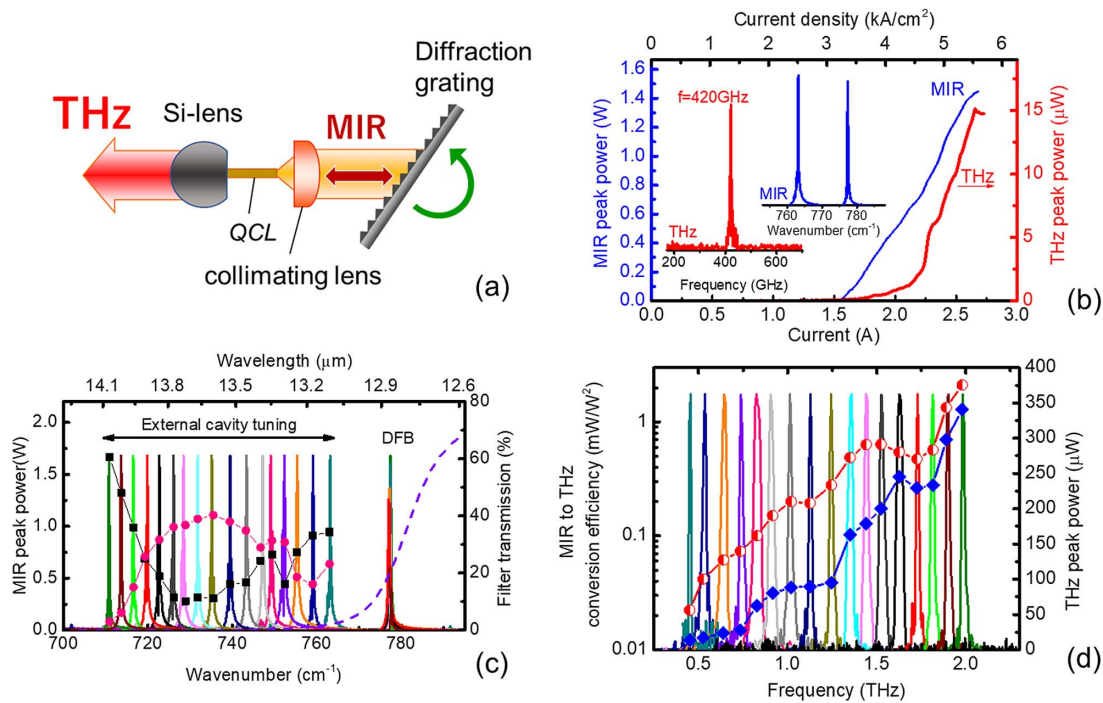 THz
Si-lens
MIR
Diffraction
grating
QCL
collimating lens
(a)
Current density (kA/cm²)
0 1 2 3 4 5 6
MIR peak power (W)
1.6
1.4
1.2
1.0
0.8
0.6
0.4
0.2
0.0
f=420GHz
THz
200 400 600
Frequency (GHz)
MIR
760 770 780
Wavenumber (cm⁻¹)
MIR
THz
15
10
5
0
THz peak power (µW)
0.0 0.5 1.0 1.5 2.0 2.5 3.0
Current (A)
(b)
Wavelength (µm)
14.1 13.8 13.5 13.2 12.9 12.6
MIR peak power(W)
2.0
1.5
1.0
0.5
0.0
External cavity tuning
DFB
80
60
40
20
0
Filter transmission (%)
700 720 740 760 780
Wavenumber (cm⁻¹)
(c)
MIR to THz
conversion efficiency (mW/W²)
1
0.1
0.01
400
350
300
250
200
150
100
50
0
THz peak power (µW)
0.5 1.0 1.5 2.0
Frequency (THz)
(d)